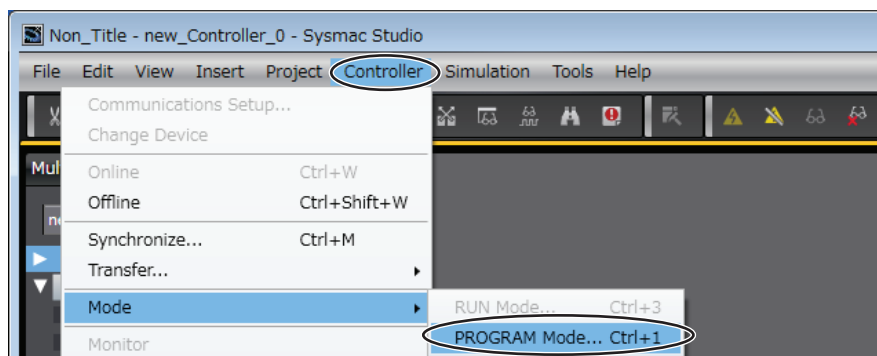 Non_Title - new_Controller_0 - Sysmac Studio
File Edit View Insert Project Controller Simulation Tools Help
Communications Setup...
Change Device
Mul
Online Ctrl+W
Offline Ctrl+Shift+W
Synchronize... Ctrl+M
Transfer...
Mode
RUN Mode... Ctrl+3
PROGRAM Mode... Ctrl+1
Monitor